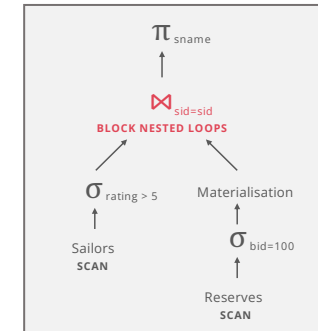 π sname
⋈ sid=sid
BLOCK NESTED LOOPS
σ rating > 5
Materialisation
Sailors
SCAN
σ bid=100
Reserves
SCAN